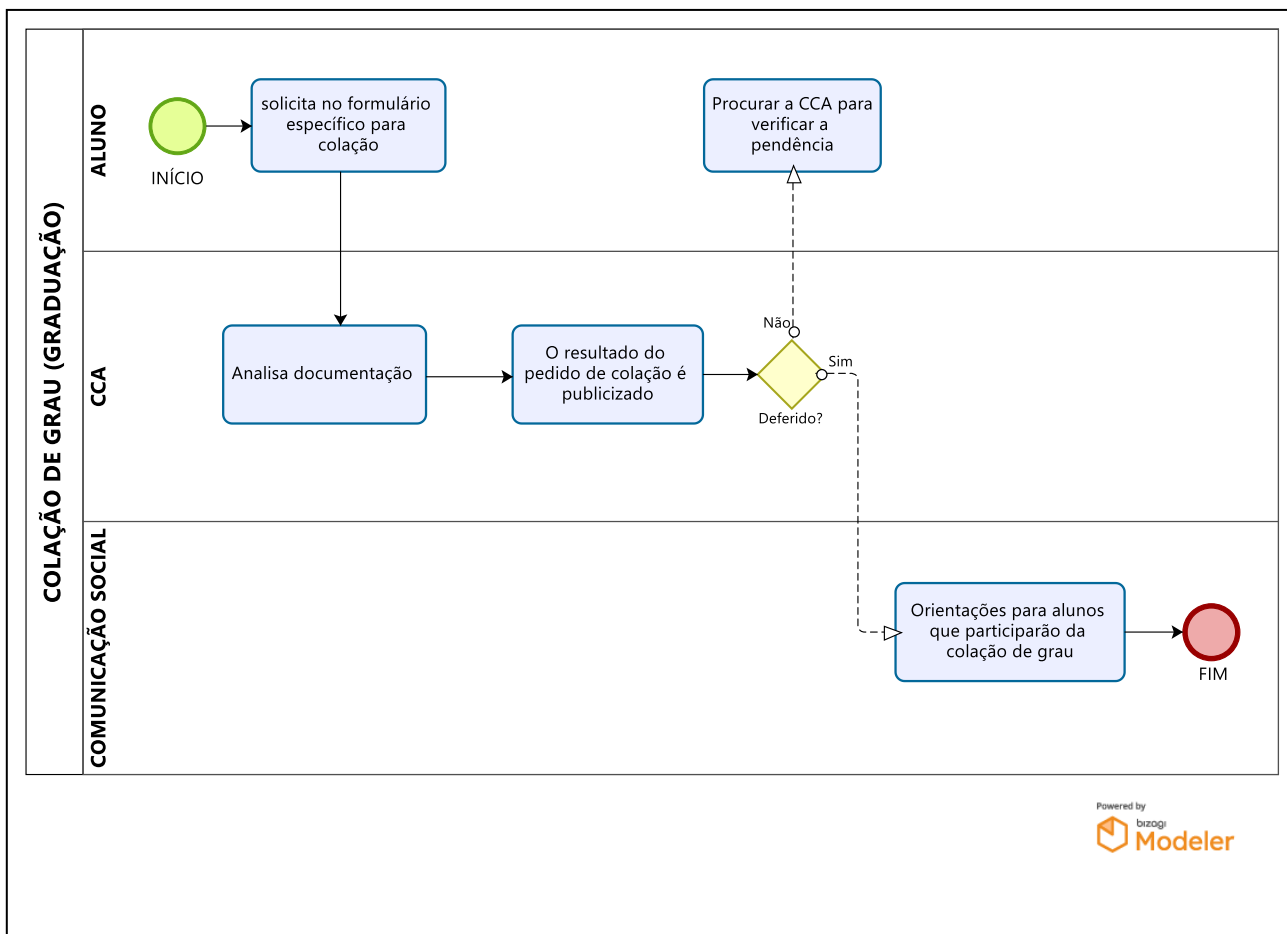 COLAÇÃO DE GRAU (GRADUAÇÃO)
ALUNO
INÍCIO
solicita no formulário
específico para
colação
Procurar a CCA para
verificar a
pendência
CCA
Analisa documentação
O resultado do
pedido de colação é
publicizado
Não
Sim
Deferido?
COMUNICAÇÃO SOCIAL
Orientações para alunos
que participarão da
colação de grau
FIM
Powered by
bizagi
Modeler